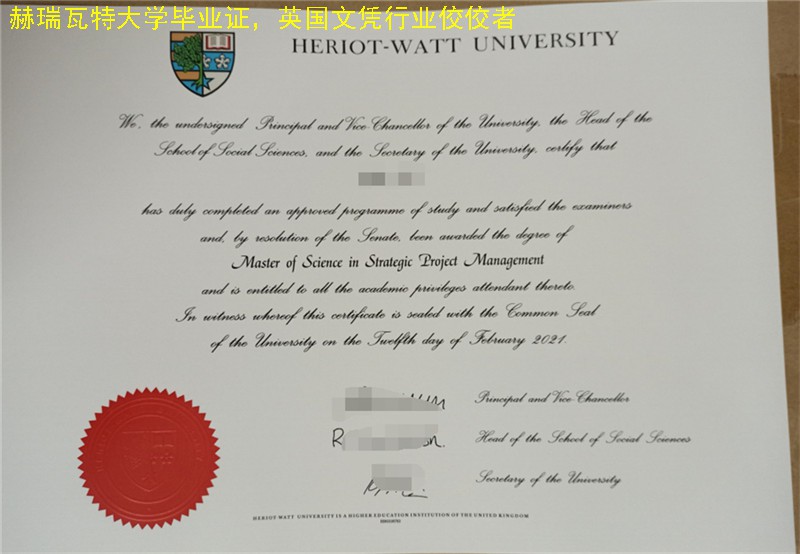 赫瑞瓦特大学毕业证，英国文凭行业佼佼者
HERIOT-WATT UNIVERSITY
We, the undersigned Principal and Vice-Chancellor of the University, the Head of the
School of Social Sciences, and the Secretary of the University, certify that
has duly completed an approved programme of study and satisfied the examiners
and, by resolution of the Senate, been awarded the degree of
Master of Science in Strategic Project Management
and is entitled to all the academic privileges attendant thereto.
In witness whereof this certificate is sealed with the Common Seal
of the University on the Twelfth day of February 2021.
Principal and Vice Chancellor
Head of the School of Social Sciences
Secretary of the University
HERIOT-WATT UNIVERSITY IS A HIGHER EDUCATION INSTITUTION OF THE UNITED KINGDOM